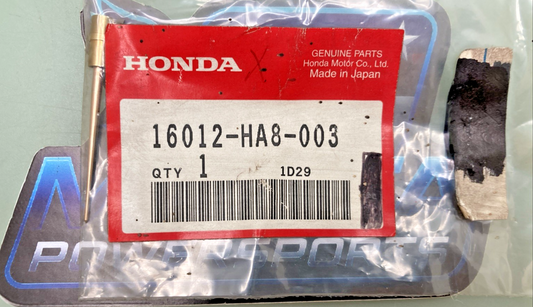 HONDA
X
GENUINE PARTS
Honda Motor Co., Ltd.
Made in Japan
16012-HA8-003
QTY 1 1D29
POWERSPORTS